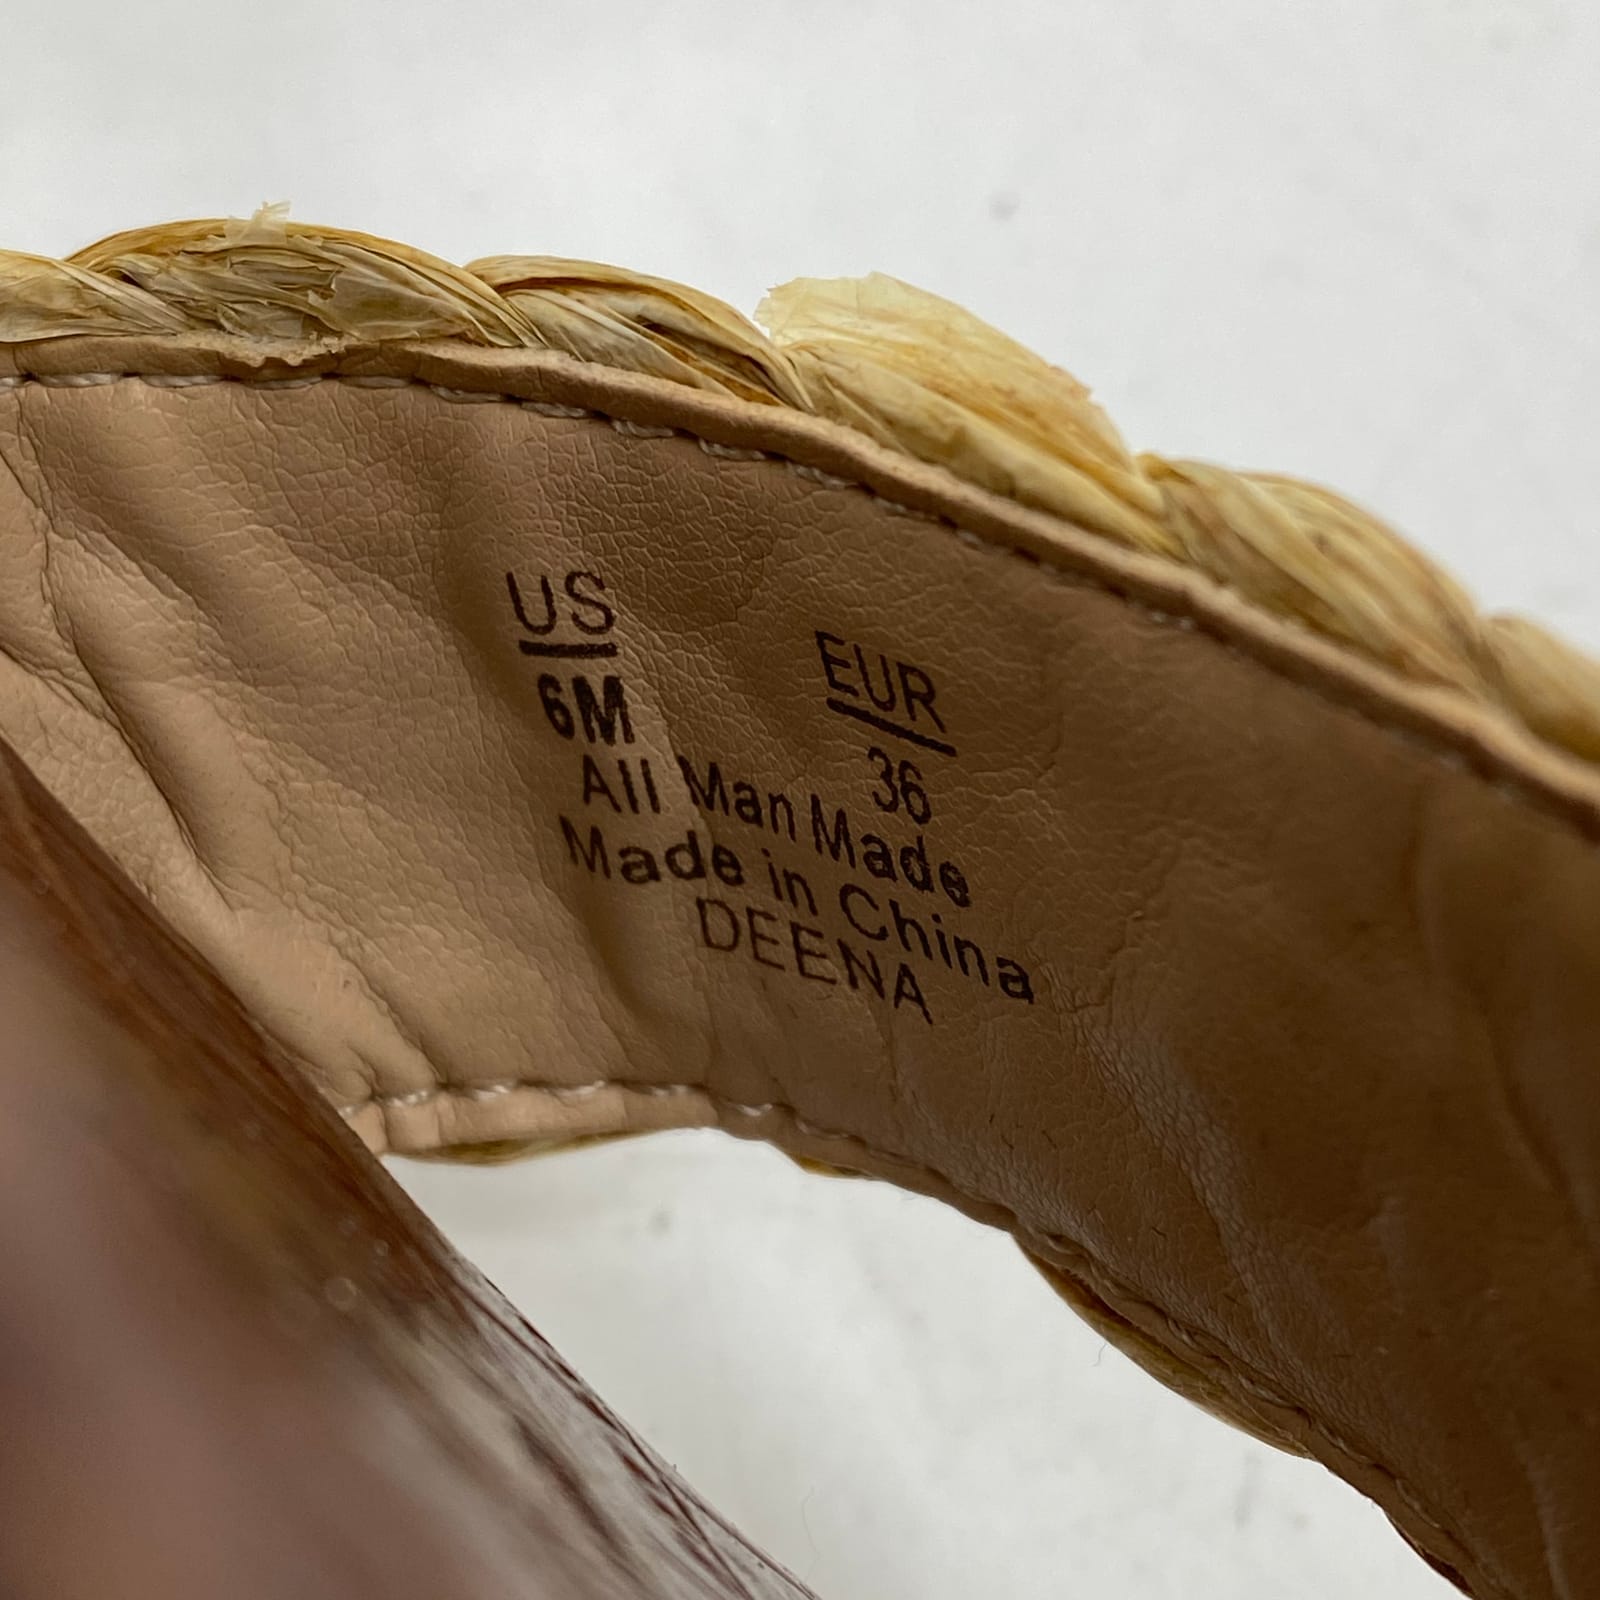 US EUR
6M 36
All Man Made
Made in China
DEENA